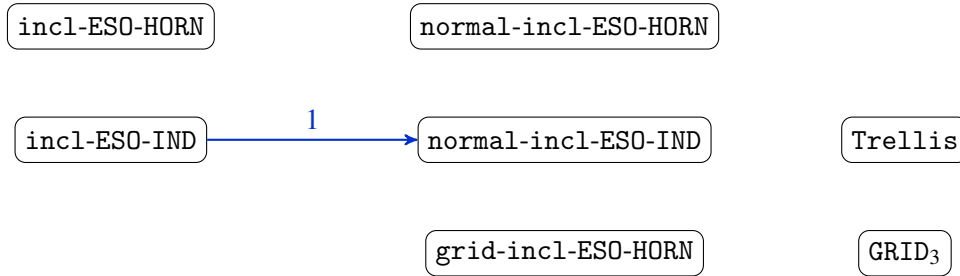 incl-ESO-HORN normal-incl-ESO-HORN
1
incl-ESO-IND normal-incl-ESO-IND Trellis
grid-incl-ESO-HORN GRID₃